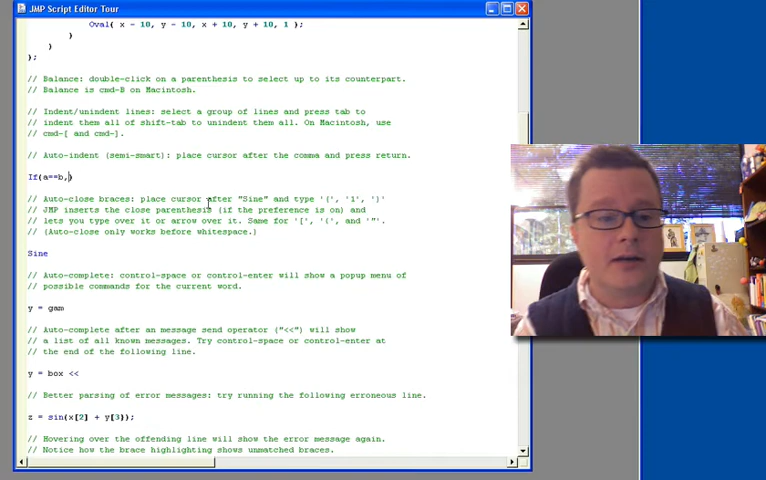 JMP Script Editor Tour
Oval( x - 10, y - 10, x + 10, y + 10, 1 );
)
)
);
// Balance: double-click on a parenthesis to select up to its counterpart.
// Balance is cmd-B on Macintosh.
// Indent/unindent lines: select a group of lines and press tab to
// indent them all of shift-tab to unindent them all. On Macintosh, use
// cmd-[ and cmd-].
// Auto-indent (semi-smart): place cursor after the comma and press return.
If(a==b,)
// Auto-close braces: place cursor after "Sine" and type '(', '1', ')'
// JMP inserts the close parenthesis (if the preference is on) and
// lets you type over it or arrow over it. Same for '[', '{', and '"'.
// (Auto-close only works before whitespace.)
Sine
// Auto-complete: control-space or control-enter will show a popup menu of
// possible commands for the current word.
y = gam
// Auto-complete after an message send operator ("<<") will show
// a list of all known messages. Try control-space or control-enter at
// the end of the following line.
y = box <<
// Better parsing of error messages: try running the following erroneous line.
z = sin(x[2] + y[3}};
// Hovering over the offending line will show the error message again.
// Notice how the brace highlighting shows unmatched braces.